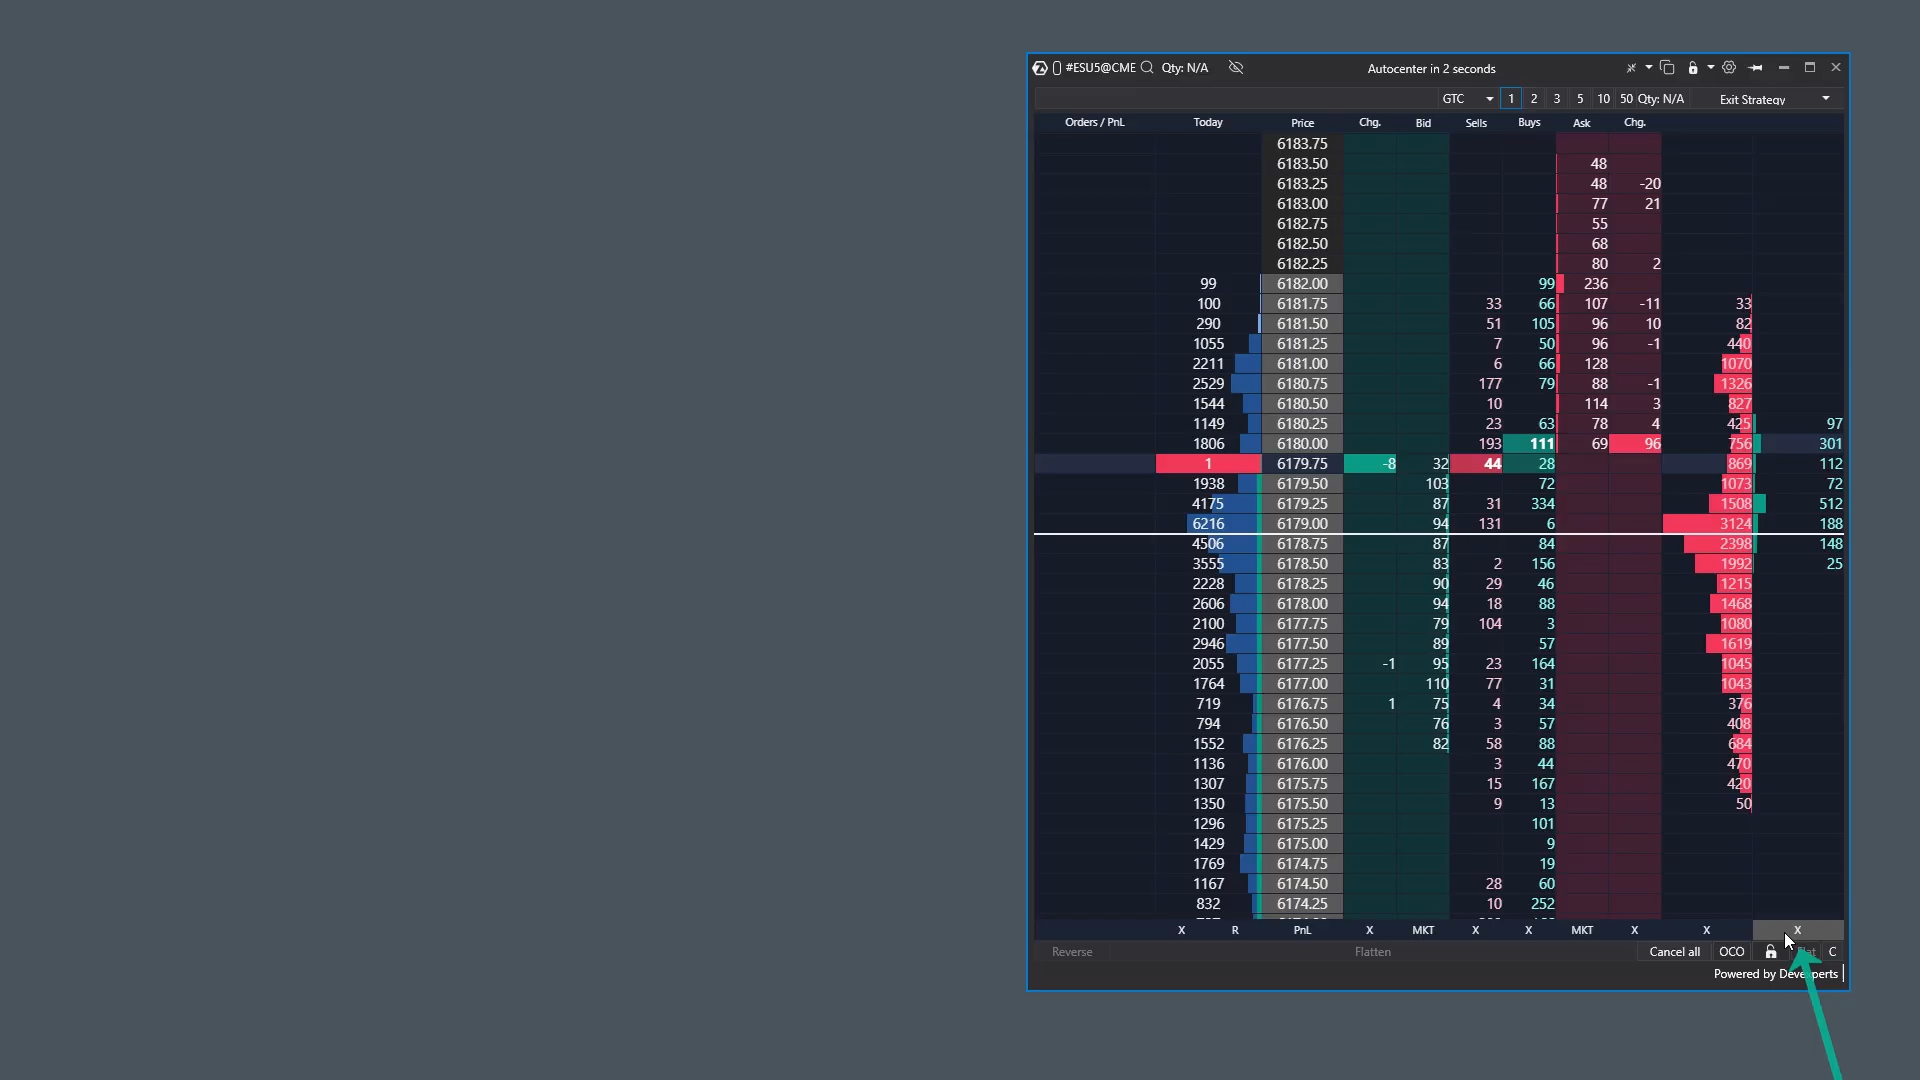 #ESU5@CME Qty: N/A Autocenter in 2 seconds
GTC 1 2 3 5 10 50 Qty: N/A Exit Strategy
Orders / PnL Today Price Chg. Bid Sells Buys Ask Chg.
6183.75
6183.50 48
6183.25 48 -20
6183.00 77 21
6182.75 55
6182.50 68
6182.25 80 2
99 6182.00 99 236
100 6181.75 33 66 107 -11 33
290 6181.50 51 105 96 10 82
1055 6181.25 7 50 96 -1 440
2211 6181.00 6 66 128 1070
2529 6180.75 177 79 88 -1 1326
1544 6180.50 10 114 3 827
1149 6180.25 23 63 78 4 425 97
1806 6180.00 193 111 69 96 756 301
1 6179.75 -8 32 44 28 869 112
1938 6179.50 103 72 1073 72
4175 6179.25 87 31 334 1508 512
6216 6179.00 94 131 6 3124 188
4506 6178.75 87 84 2398 148
3555 6178.50 83 2 156 1992 25
2228 6178.25 90 29 46 1215
2606 6178.00 94 18 88 1468
2100 6177.75 79 104 3 1080
2946 6177.50 89 57 1619
2055 6177.25 -1 95 23 164 1045
1764 6177.00 110 77 31 1043
719 6176.75 1 75 4 34 376
794 6176.50 76 3 57 408
1552 6176.25 82 58 88 684
1136 6176.00 3 44 470
1307 6175.75 15 167 420
1350 6175.50 9 13 50
1296 6175.25 101
1429 6175.00 9
1769 6174.75 19
1167 6174.50 28 60
832 6174.25 10 252
X R PnL X MKT X X MKT X X X
Reverse Flatten Cancel all OCO C
Powered by